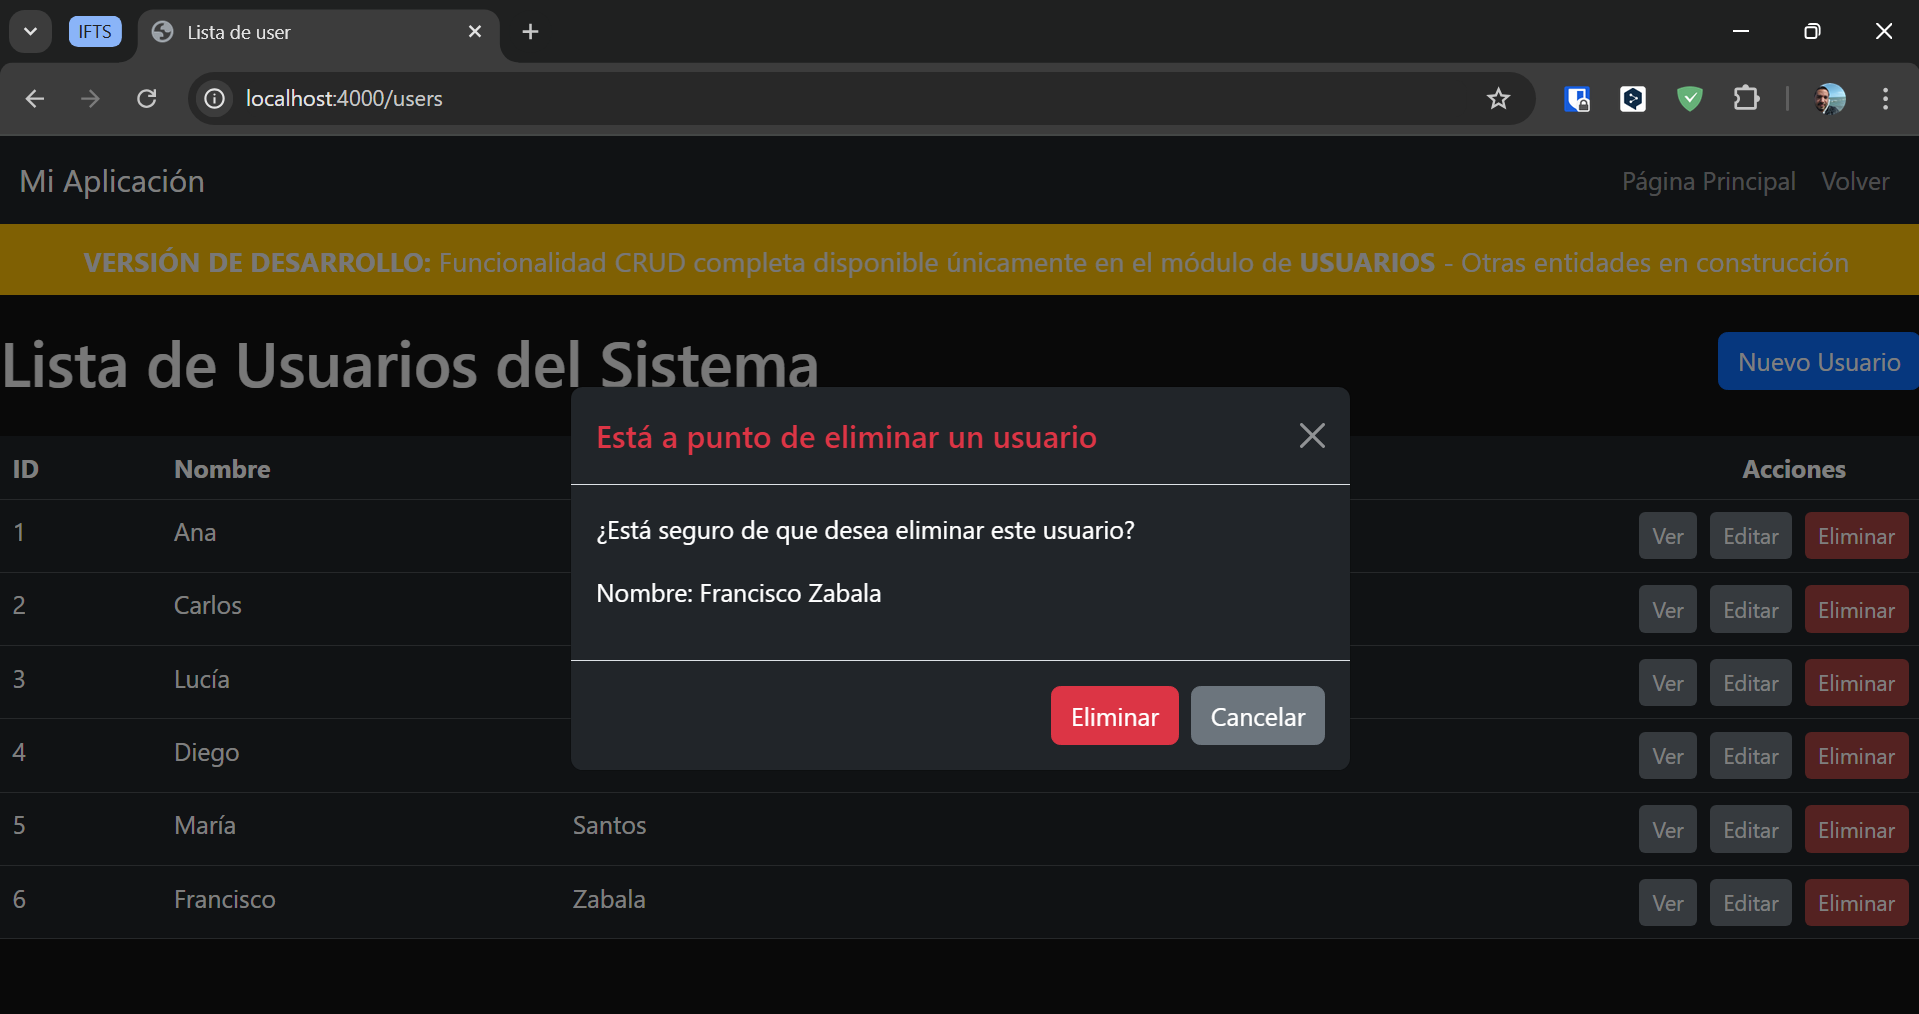 IFTS
Lista de user
localhost:4000/users
Mi Aplicación
Página Principal Volver
VERSIÓN DE DESARROLLO: Funcionalidad CRUD completa disponible únicamente en el módulo de USUARIOS - Otras entidades en construcción
Lista de Usuarios del Sistema
Nuevo Usuario
Está a punto de eliminar un usuario
¿Está seguro de que desea eliminar este usuario?
Nombre: Francisco Zabala
Eliminar Cancelar
ID Nombre Acciones
1 Ana Ver Editar Eliminar
2 Carlos Ver Editar Eliminar
3 Lucía Ver Editar Eliminar
4 Diego Ver Editar Eliminar
5 María Santos Ver Editar Eliminar
6 Francisco Zabala Ver Editar Eliminar